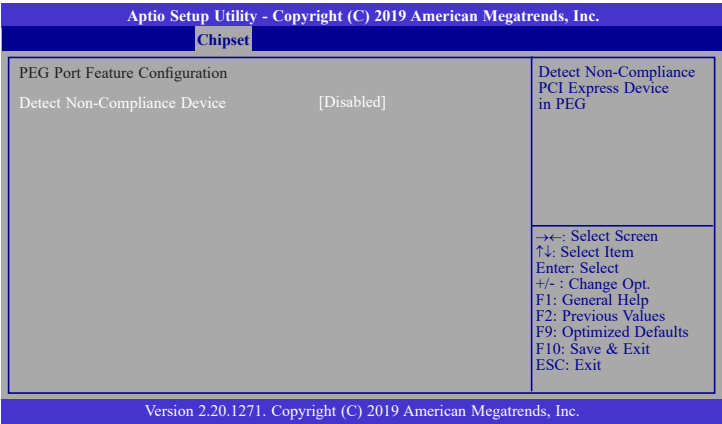 Aptio Setup Utility - Copyright (C) 2019 American Megatrends, Inc.
Chipset
PEG Port Feature Configuration
Detect Non-Compliance Device [Disabled]
Detect Non-Compliance
PCI Express Device
in PEG
→←: Select Screen
↑↓: Select Item
Enter: Select
+/- : Change Opt.
F1: General Help
F2: Previous Values
F9: Optimized Defaults
F10: Save & Exit
ESC: Exit
Version 2.20.1271. Copyright (C) 2019 American Megatrends, Inc.